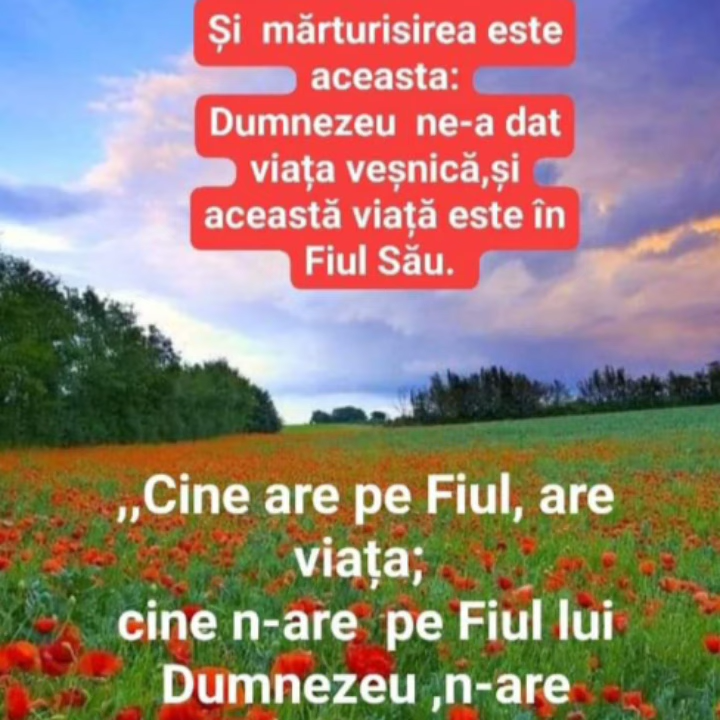 Și mărturisirea este
aceasta:
Dumnezeu ne-a dat
viața veșnică,și
această viață este în
Fiul Său.
,,Cine are pe Fiul, are
viața;
cine n-are pe Fiul lui
Dumnezeu ,n-are